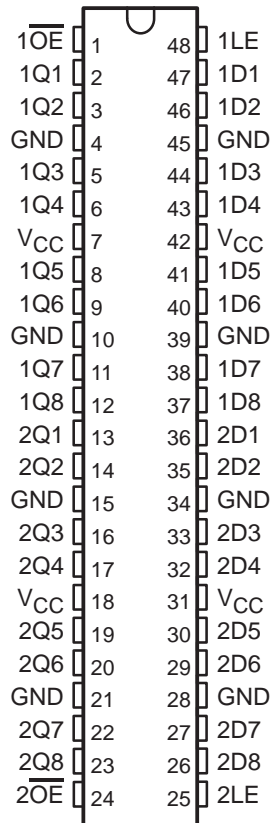 1O̅E̅ 1 48 1LE
1Q1 2 47 1D1
1Q2 3 46 1D2
GND 4 45 GND
1Q3 5 44 1D3
1Q4 6 43 1D4
VCC 7 42 VCC
1Q5 8 41 1D5
1Q6 9 40 1D6
GND 10 39 GND
1Q7 11 38 1D7
1Q8 12 37 1D8
2Q1 13 36 2D1
2Q2 14 35 2D2
GND 15 34 GND
2Q3 16 33 2D3
2Q4 17 32 2D4
VCC 18 31 VCC
2Q5 19 30 2D5
2Q6 20 29 2D6
GND 21 28 GND
2Q7 22 27 2D7
2Q8 23 26 2D8
2O̅E̅ 24 25 2LE